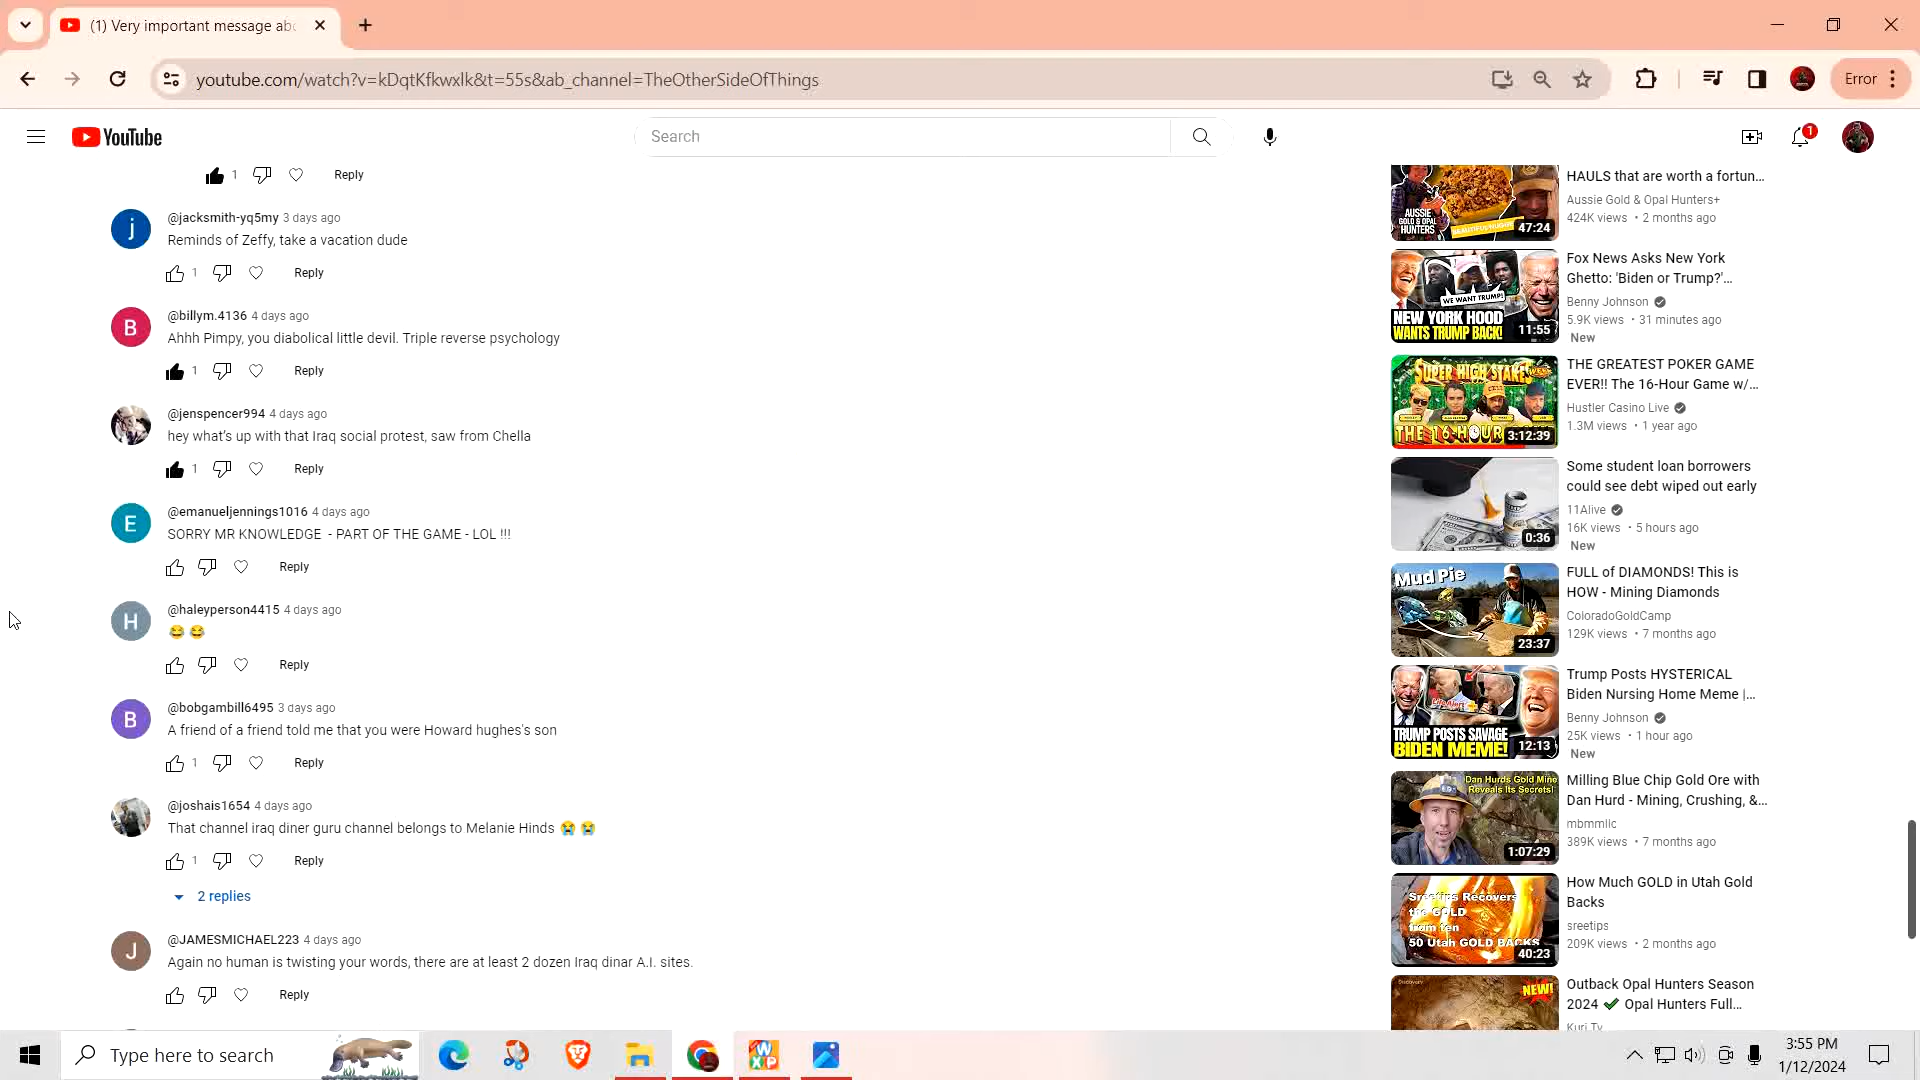 (1) Very important message abo
youtube.com/watch?v=kDqtKfkwxlk&t=55s&ab_channel=TheOtherSideOfThings
Error
YouTube
Search
1
1
Reply
@jacksmith-yq5my 3 days ago
Reminds of Zeffy, take a vacation dude
1
Reply
@billym.4136 4 days ago
Ahhh Pimpy, you diabolical little devil. Triple reverse psychology
1
Reply
@jenspencer994 4 days ago
hey what's up with that Iraq social protest, saw from Chella
1
Reply
@emanueljennings1016 4 days ago
SORRY MR KNOWLEDGE - PART OF THE GAME - LOL !!!
Reply
@haleyperson4415 4 days ago
😂 😂
Reply
@bobgambill6495 3 days ago
A friend of a friend told me that you were Howard hughes's son
1
Reply
@joshais1654 4 days ago
That channel iraq diner guru channel belongs to Melanie Hinds 😭 😭
1
Reply
2 replies
@JAMESMICHAEL223 4 days ago
Again no human is twisting your words, there are at least 2 dozen Iraq dinar A.I. sites.
Reply
AUSSIE
GOLD & OPAL
HUNTERS
47:24
HAULS that are worth a fortun...
Aussie Gold & Opal Hunters+
424K views • 2 months ago
WE WANT TRUMP!
NEW YORK HOOD
WANTS TRUMP BACK!
11:55
Fox News Asks New York
Ghetto: 'Biden or Trump?'...
Benny Johnson
5.9K views • 31 minutes ago
New
SUPER HIGH STAKES
THE 16-HOUR
3:12:39
THE GREATEST POKER GAME
EVER!! The 16-Hour Game w/...
Hustler Casino Live
1.3M views • 1 year ago
0:36
Some student loan borrowers
could see debt wiped out early
11Alive
16K views • 5 hours ago
New
Mud Pie
23:37
FULL of DIAMONDS! This is
HOW - Mining Diamonds
ColoradoGoldCamp
129K views • 7 months ago
TRUMP POSTS SAVAGE
BIDEN MEME!
12:13
Trump Posts HYSTERICAL
Biden Nursing Home Meme |...
Benny Johnson
25K views • 1 hour ago
New
Dan Hurds Gold Mine
Reveals Its Secrets!
1:07:29
Milling Blue Chip Gold Ore with
Dan Hurd - Mining, Crushing, &...
mbmmllc
389K views • 7 months ago
Sreetips Recovers
the GOLD
from ten
50 Utah GOLD BACKS
40:23
How Much GOLD in Utah Gold
Backs
sreetips
209K views • 2 months ago
Discovery
NEW!
Outback Opal Hunters Season
2024 ✔ Opal Hunters Full...
Kuri Tv
Type here to search
3:55 PM
1/12/2024